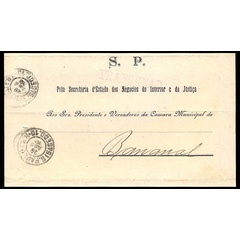 S. P.
Pela Secretaria d'Estado dos Negocios do Interior e da Justiça
Aos Srs. Presidente e Vereadores da Camara Municipal de
Bananal